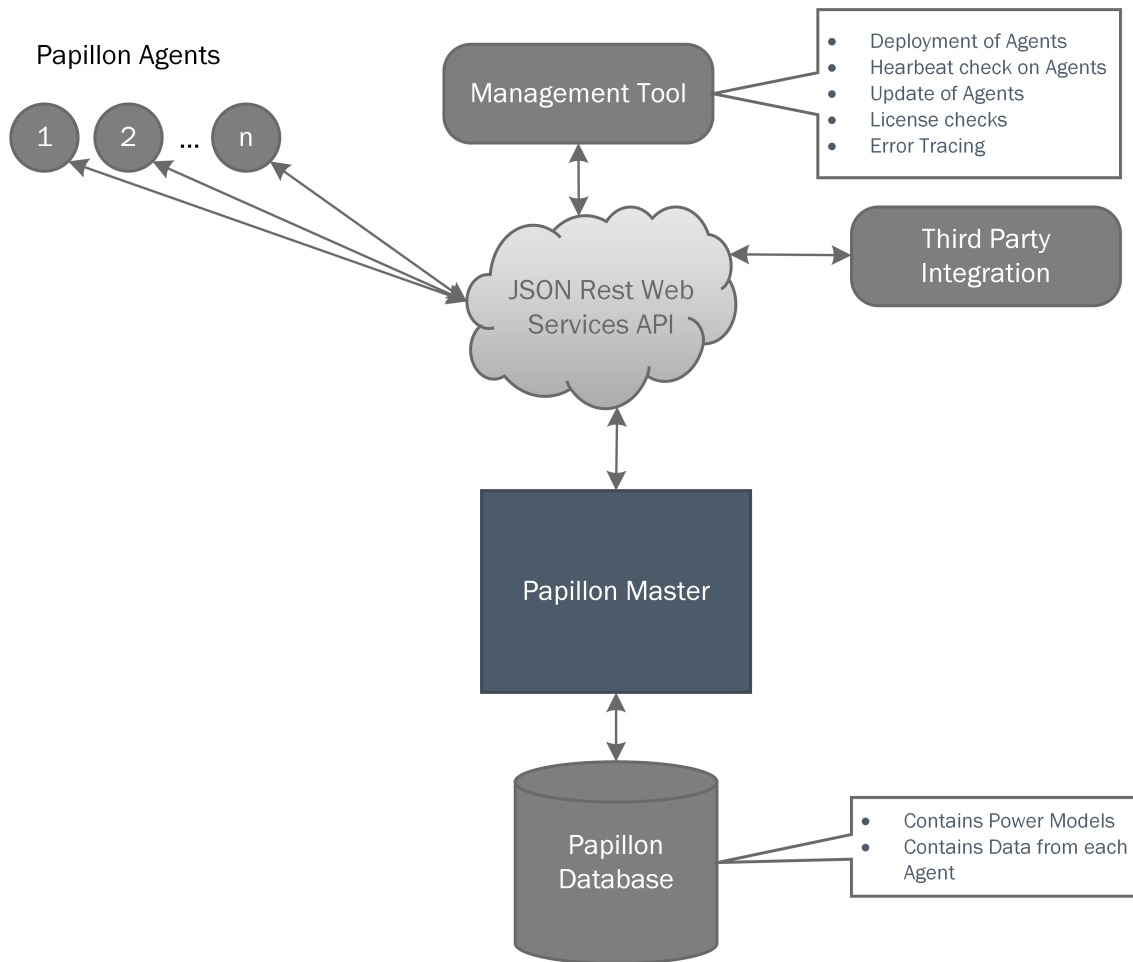 Papillon Agents
1
2
...
n
Management Tool
• Deployment of Agents
• Hearbeat check on Agents
• Update of Agents
• License checks
• Error Tracing
Third Party
Integration
JSON Rest Web
Services API
Papillon Master
Papillon
Database
• Contains Power Models
• Contains Data from each
Agent